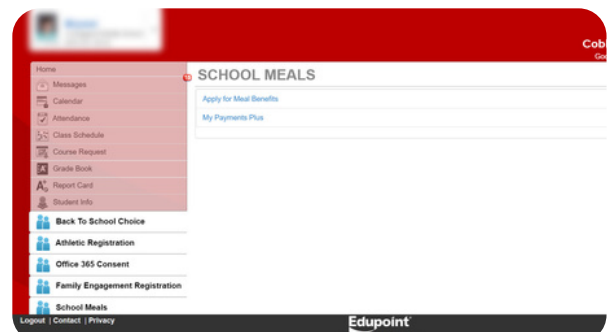 Cob
Goo
Home
Messages
Calendar
Attendance
Class Schedule
Course Request
Grade Book
Report Card
Student Info
Back To School Choice
Athletic Registration
Office 365 Consent
Family Engagement Registration
School Meals
SCHOOL MEALS
Apply for Meal Benefits
My Payments Plus
Logout | Contact | Privacy
Edupoint